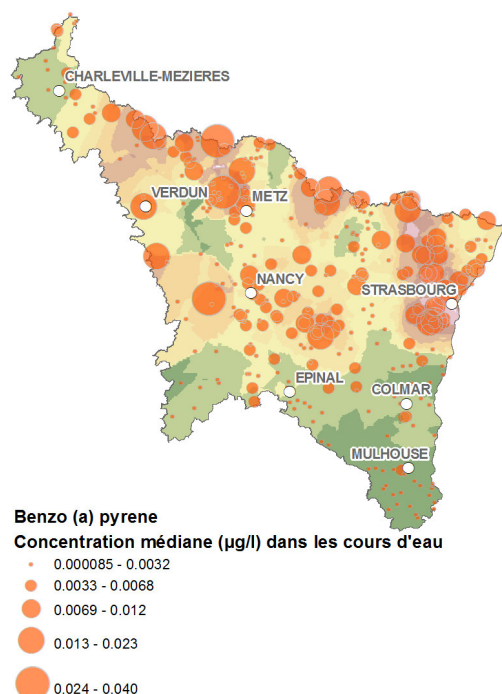 CHARLEVILLE-MEZIERES
VERDUN
METZ
NANCY
STRASBOURG
EPINAL
COLMAR
MULHOUSE
Benzo (a) pyrene
Concentration médiane (µg/l) dans les cours d'eau
0.000085 - 0.0032
0.0033 - 0.0068
0.0069 - 0.012
0.013 - 0.023
0.024 - 0.040